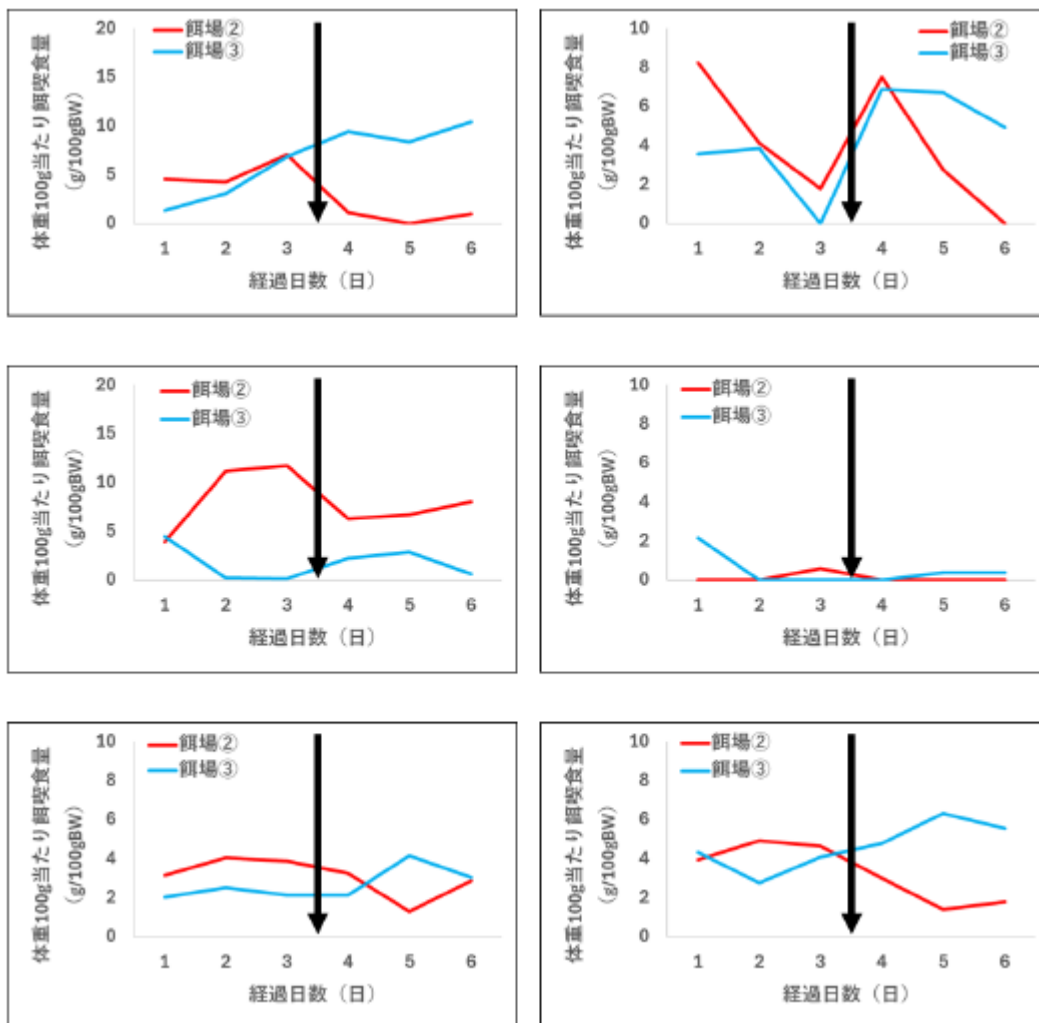 体重100g当たり餌喫食量
（g/100gBW）
20
15
10
5
0
餌場②
餌場③
1 2 3 4 5 6
経過日数（日）
体重100g当たり餌喫食量
（g/100gBW）
10
8
6
4
2
0
餌場②
餌場③
1 2 3 4 5 6
経過日数（日）
体重100g当たり餌喫食量
（g/100gBW）
20
15
10
5
0
餌場②
餌場③
1 2 3 4 5 6
経過日数（日）
体重100g当たり餌喫食量
（g/100gBW）
10
8
6
4
2
0
餌場②
餌場③
1 2 3 4 5 6
経過日数（日）
体重100g当たり餌喫食量
（g/100gBW）
10
8
6
4
2
0
餌場②
餌場③
1 2 3 4 5 6
経過日数（日）
体重100g当たり餌喫食量
（g/100gBW）
10
8
6
4
2
0
餌場②
餌場③
1 2 3 4 5 6
経過日数（日）